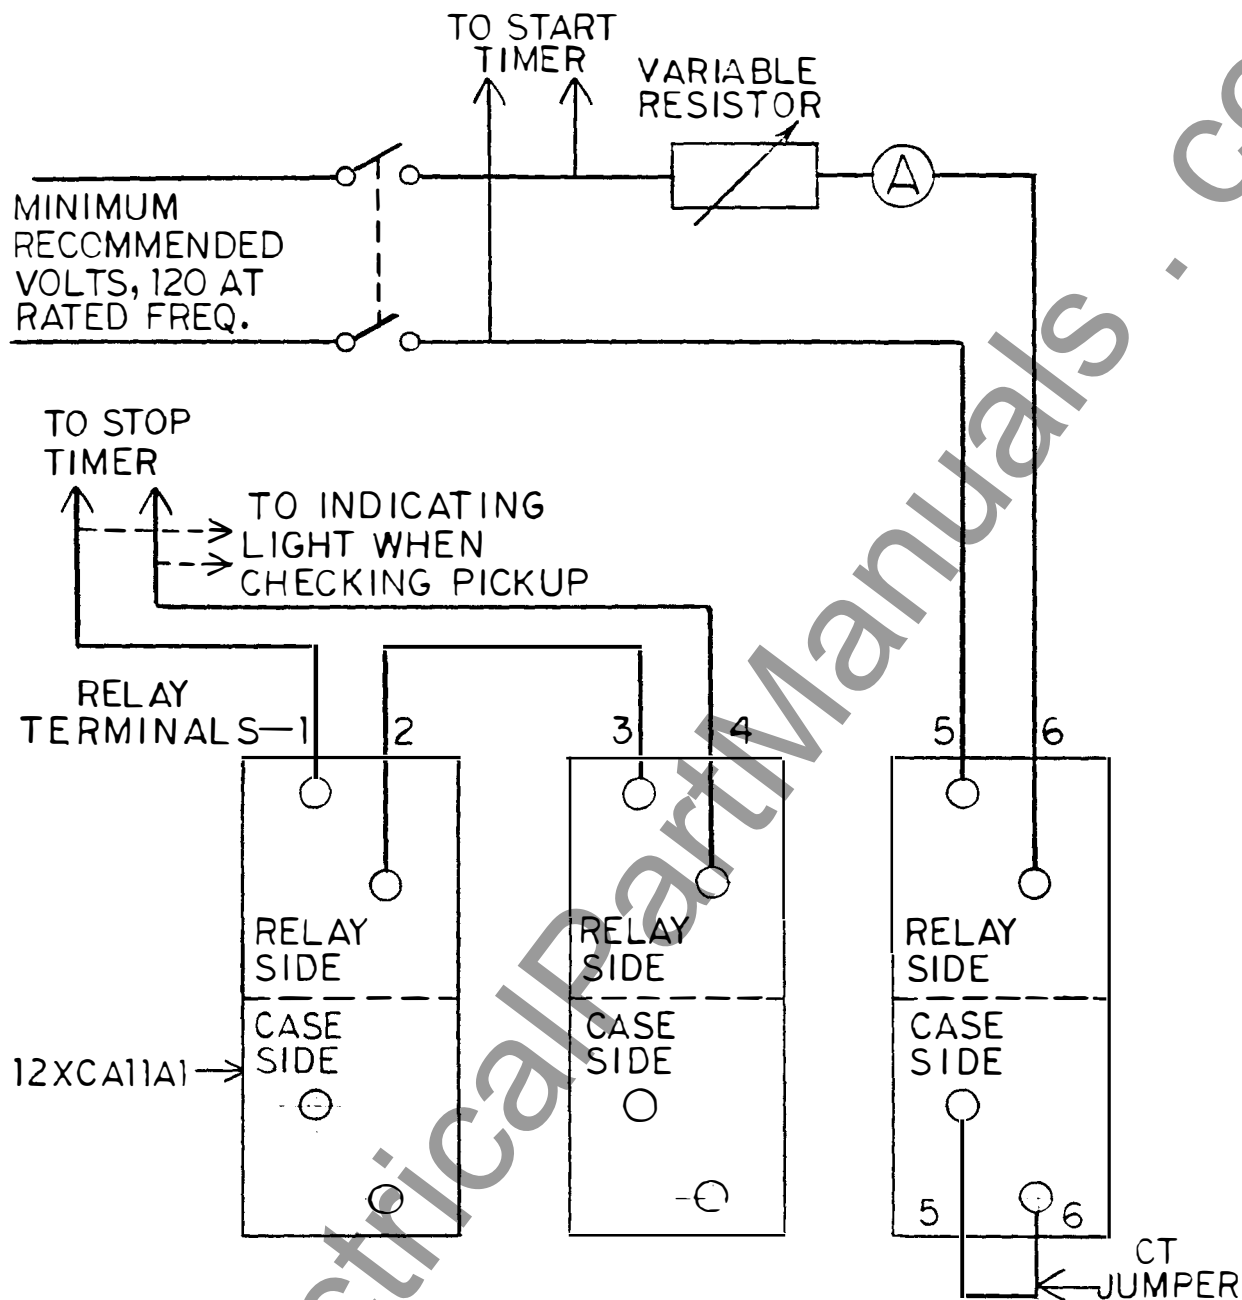 TO START
TIMER
VARIABLE
RESISTOR
A
MINIMUM
RECCMMENDED
VOLTS, 120 AT
RATED FREQ.
TO STOP
TIMER
TO INDICATING
LIGHT WHEN
CHECKING PICKUP
RELAY
TERMINALS—1 2 3 4 5 6
RELAY
SIDE
CASE
SIDE
RELAY
SIDE
CASE
SIDE
RELAY
SIDE
CASE
SIDE
12XCA11A1
5 6
CT
JUMPER
ectricalPartManuals . c